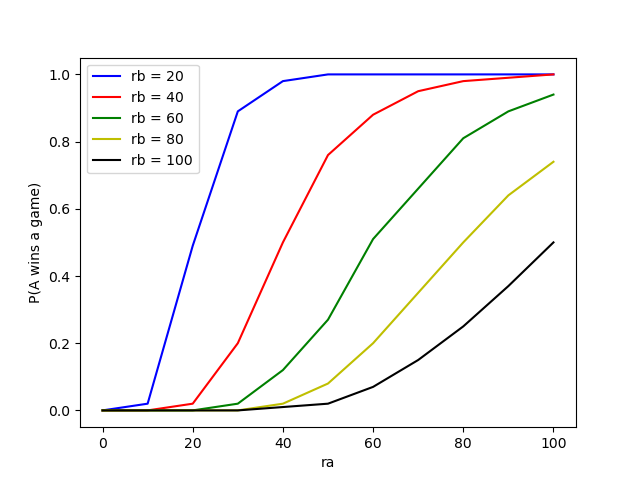 rb = 20
rb = 40
rb = 60
rb = 80
rb = 100
1.0
0.8
0.6
0.4
0.2
0.0
P(A wins a game)
0 20 40 60 80 100
ra